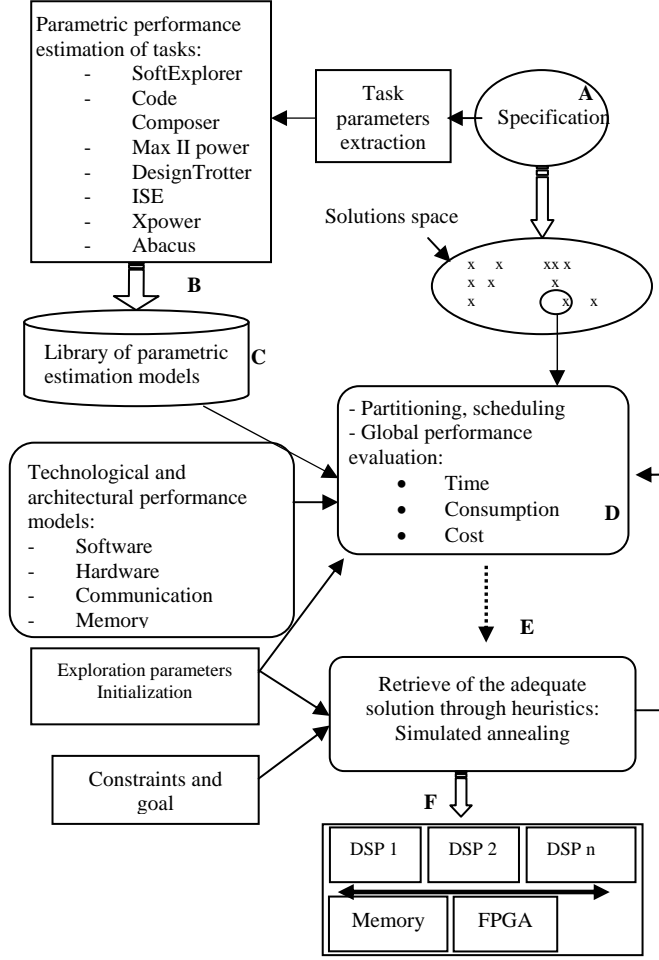 Parametric performance
estimation of tasks:
- SoftExplorer
- Code
Composer
- Max II power
- DesignTrotter
- ISE
- Xpower
- Abacus
Task
parameters
extraction
A
Specification
Solutions space
x x xx x
x x x
x x x
B
Library of parametric
estimation models
C
- Partitioning, scheduling
- Global performance
evaluation:
• Time
• Consumption
• Cost
D
Technological and
architectural performance
models:
- Software
- Hardware
- Communication
- Memory
E
Exploration parameters
Initialization
Retrieve of the adequate
solution through heuristics:
Simulated annealing
Constraints and
goal
F
DSP 1
DSP 2
DSP n
Memory
FPGA